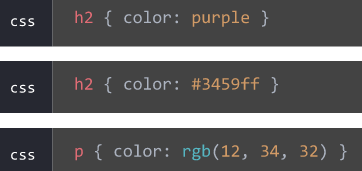 css h2 { color: purple }
css h2 { color: #3459ff }
css p { color: rgb(12, 34, 32) }